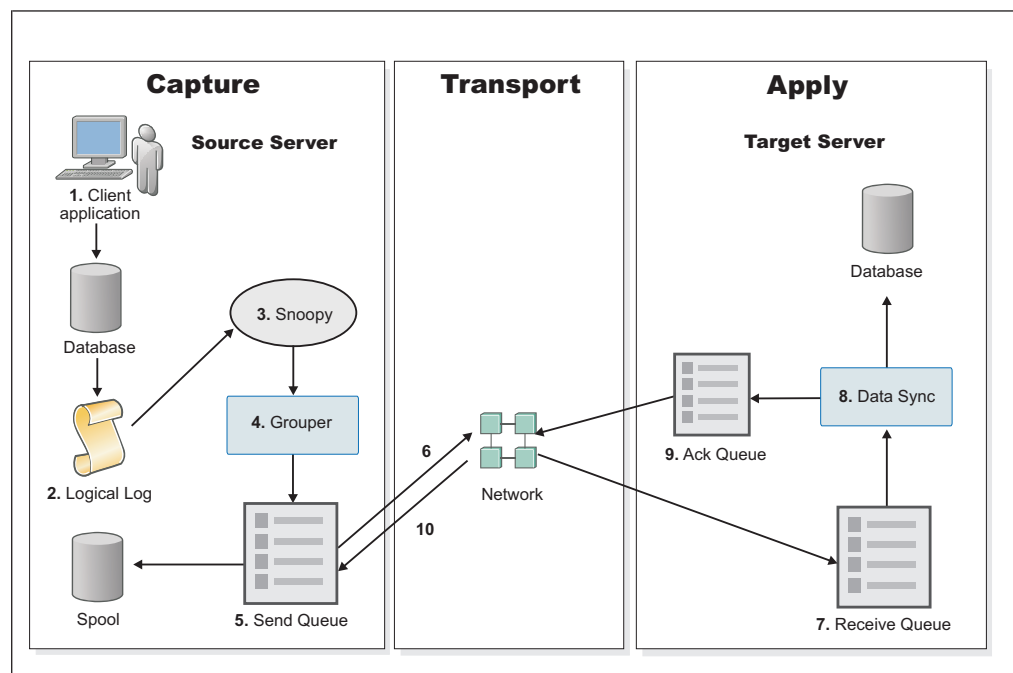 Capture
Transport
Apply
Source Server
Target Server
1. Client
application
Database
Database
3. Snoopy
4. Grouper
8. Data Sync
2. Logical Log
6
9. Ack Queue
Network
10
Spool
5. Send Queue
7. Receive Queue